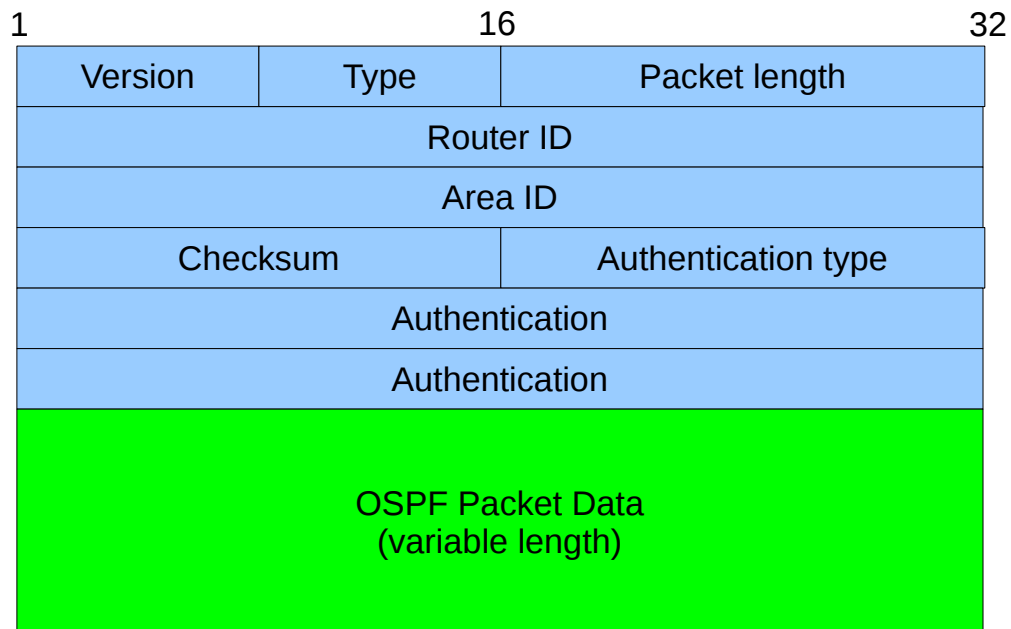 1 16 32
Version Type Packet length
Router ID
Area ID
Checksum Authentication type
Authentication
Authentication
OSPF Packet Data
(variable length)